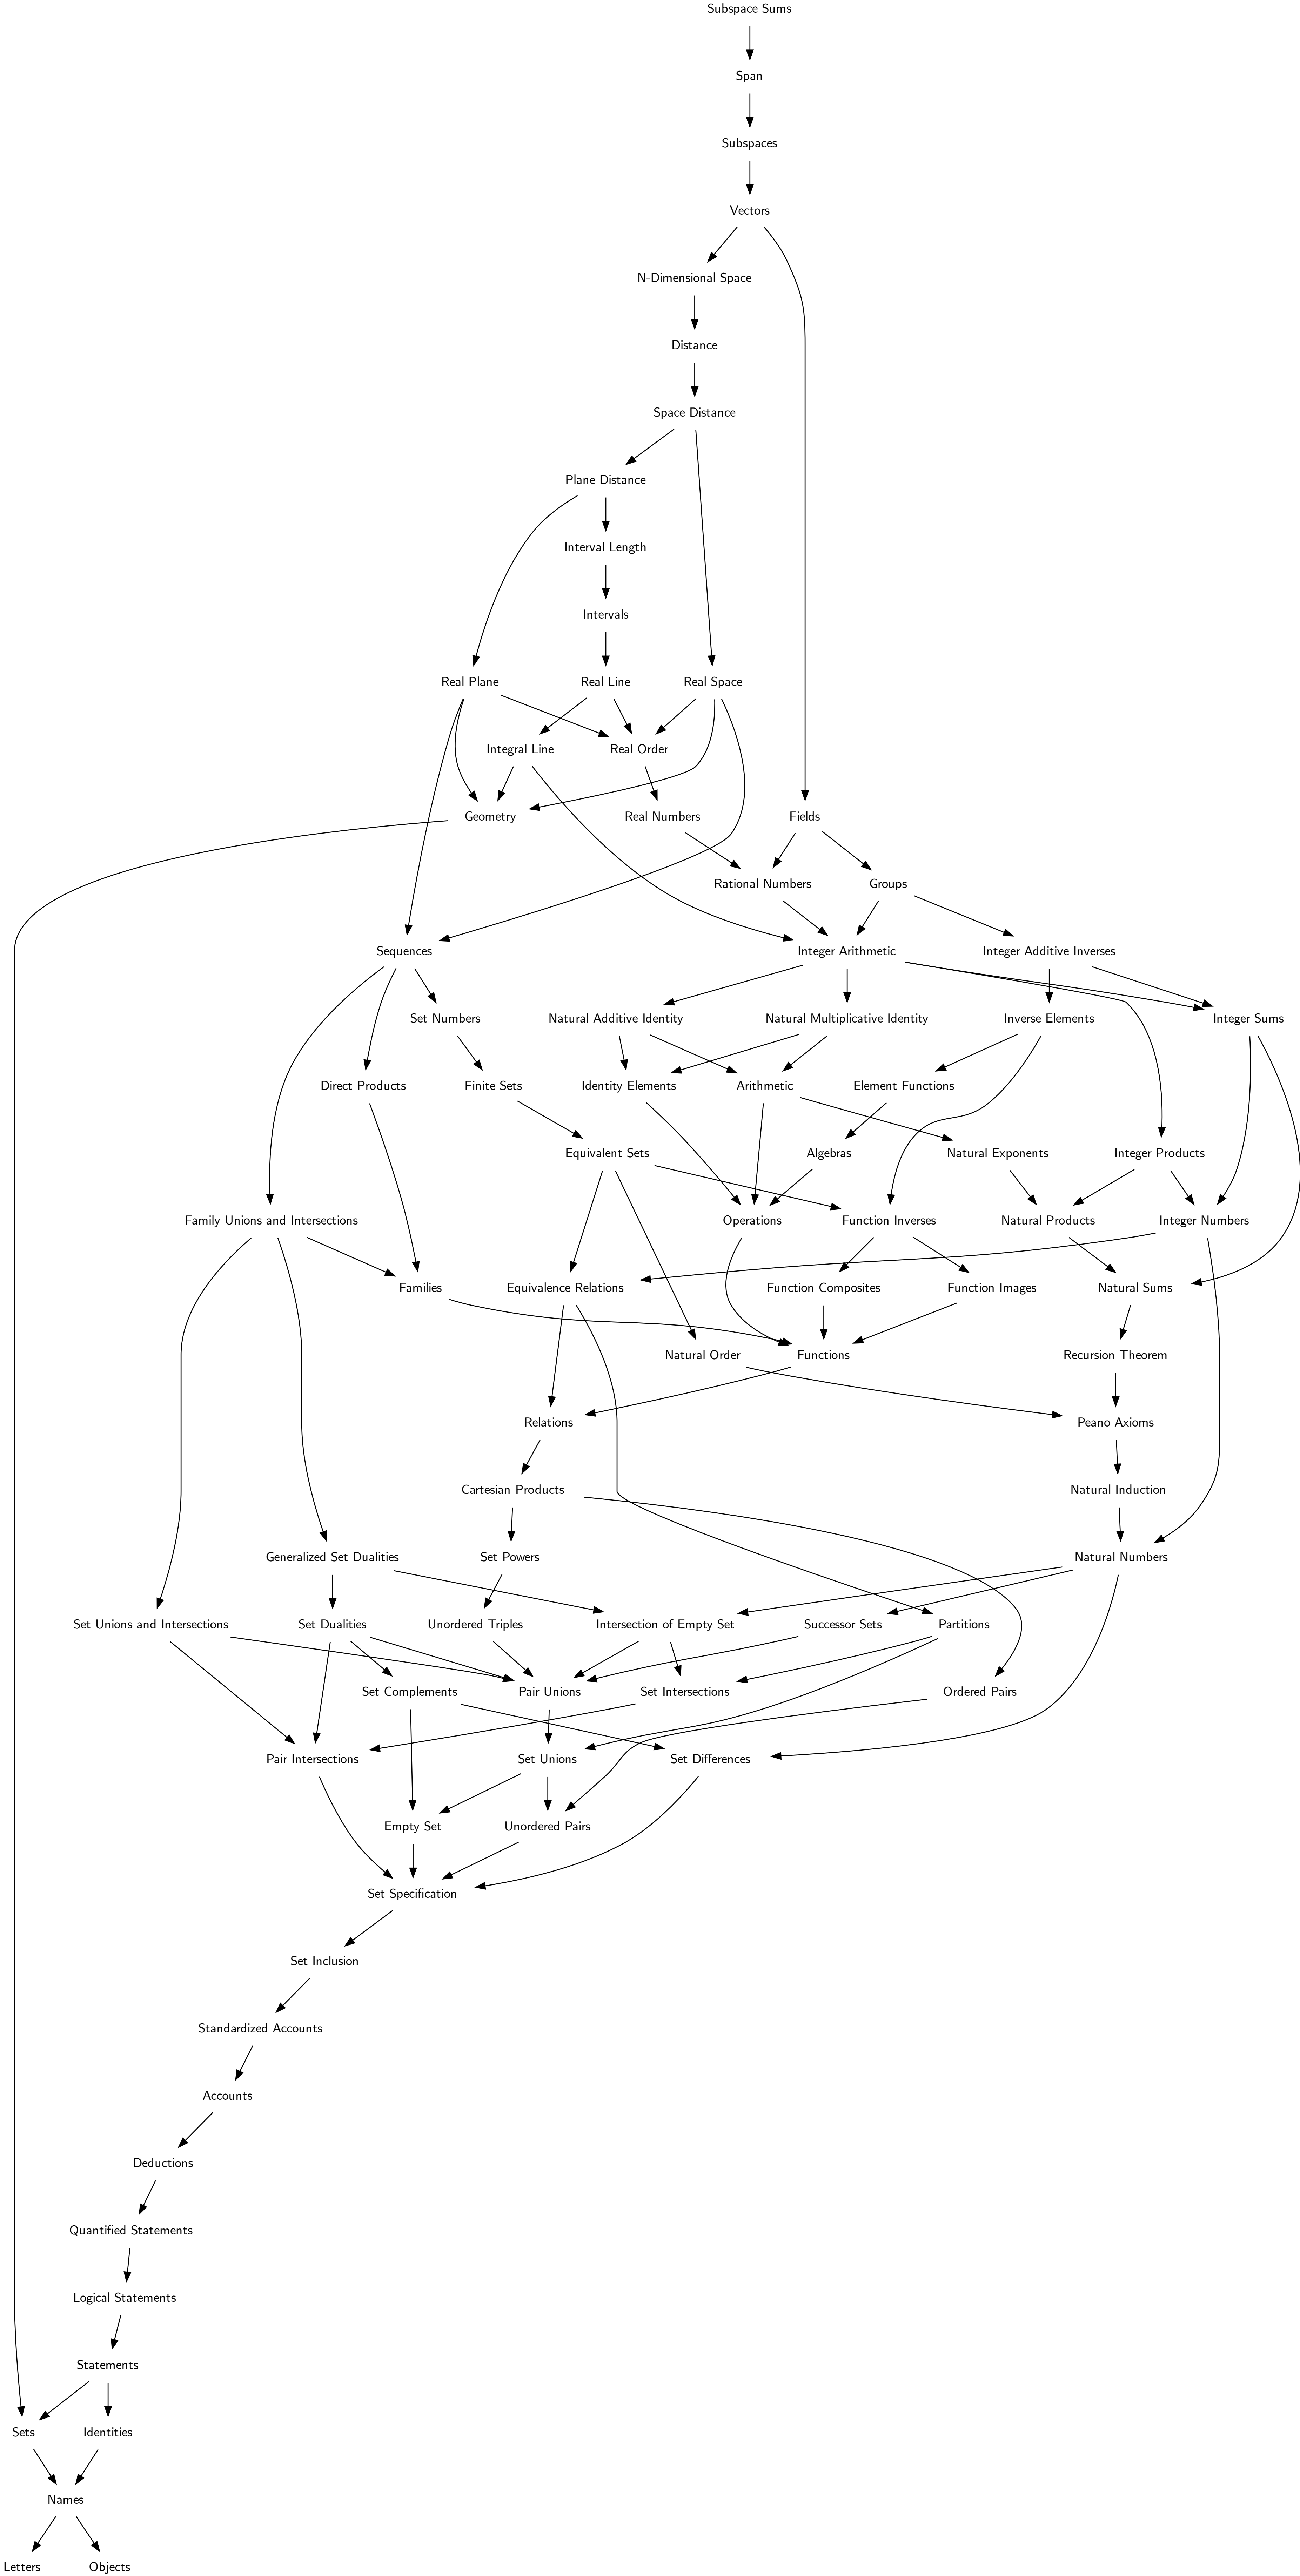 Subspace Sums
Span
Subspaces
Vectors
N-Dimensional Space
Distance
Space Distance
Plane Distance
Interval Length
Intervals
Real Plane
Real Line
Real Space
Integral Line
Real Order
Geometry
Real Numbers
Fields
Rational Numbers
Groups
Sequences
Integer Arithmetic
Integer Additive Inverses
Set Numbers
Natural Additive Identity
Natural Multiplicative Identity
Inverse Elements
Integer Sums
Direct Products
Finite Sets
Identity Elements
Arithmetic
Element Functions
Equivalent Sets
Algebras
Natural Exponents
Integer Products
Family Unions and Intersections
Operations
Function Inverses
Natural Products
Integer Numbers
Families
Equivalence Relations
Function Composites
Function Images
Natural Sums
Natural Order
Functions
Recursion Theorem
Relations
Peano Axioms
Cartesian Products
Natural Induction
Generalized Set Dualities
Set Powers
Natural Numbers
Set Unions and Intersections
Set Dualities
Unordered Triples
Intersection of Empty Set
Successor Sets
Partitions
Set Complements
Pair Unions
Set Intersections
Ordered Pairs
Pair Intersections
Set Unions
Set Differences
Empty Set
Unordered Pairs
Set Specification
Set Inclusion
Standardized Accounts
Accounts
Deductions
Quantified Statements
Logical Statements
Statements
Sets
Identities
Names
Letters
Objects